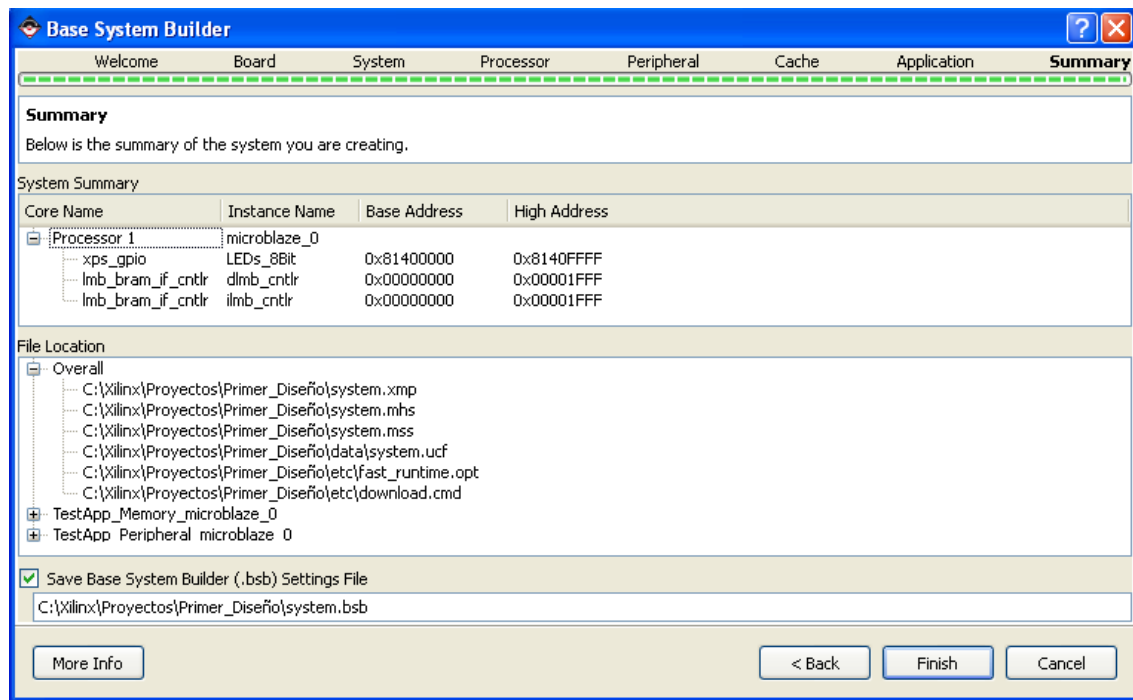 Base System Builder
Welcome Board System Processor Peripheral Cache Application Summary
Summary
Below is the summary of the system you are creating.
System Summary
Core Name Instance Name Base Address High Address
Processor 1 microblaze_0
xps_gpio LEDs_8Bit 0x81400000 0x8140FFFF
lmb_bram_if_cntlr dlmb_cntlr 0x00000000 0x00001FFF
lmb_bram_if_cntlr ilmb_cntlr 0x00000000 0x00001FFF
File Location
Overall
C:\Xilinx\Proyectos\Primer_Diseño\system.xmp
C:\Xilinx\Proyectos\Primer_Diseño\system.mhs
C:\Xilinx\Proyectos\Primer_Diseño\system.mss
C:\Xilinx\Proyectos\Primer_Diseño\data\system.ucf
C:\Xilinx\Proyectos\Primer_Diseño\etc\fast_runtime.opt
C:\Xilinx\Proyectos\Primer_Diseño\etc\download.cmd
TestApp_Memory_microblaze_0
TestApp_Peripheral_microblaze_0
Save Base System Builder (.bsb) Settings File
C:\Xilinx\Proyectos\Primer_Diseño\system.bsb
More Info < Back Finish Cancel